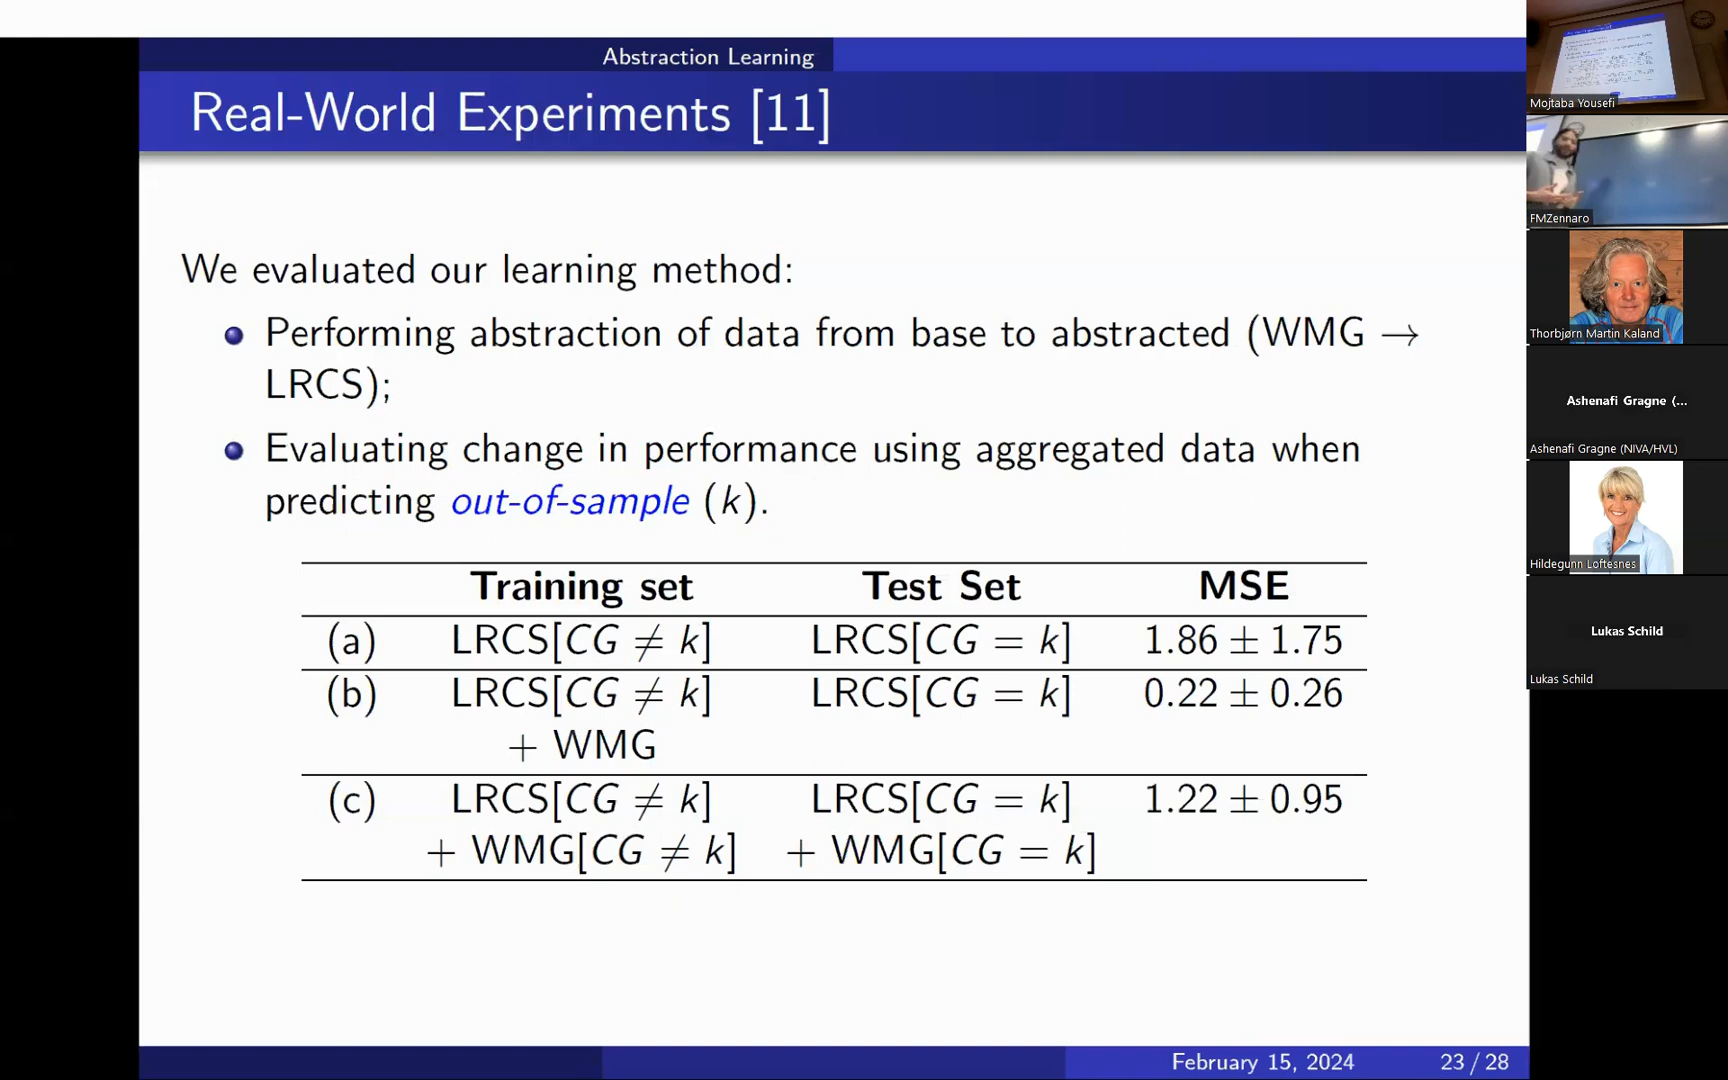 Abstraction Learning
Real-World Experiments [11]
We evaluated our learning method:
Performing abstraction of data from base to abstracted (WMG →
LRCS);
Evaluating change in performance using aggregated data when
predicting out-of-sample (k).
Training set Test Set MSE
(a) LRCS[CG ≠ k] LRCS[CG = k] 1.86 ± 1.75
(b) LRCS[CG ≠ k] LRCS[CG = k] 0.22 ± 0.26
+ WMG
(c) LRCS[CG ≠ k] LRCS[CG = k] 1.22 ± 0.95
+ WMG[CG ≠ k] + WMG[CG = k]
February 15, 2024 23 / 28
Mojtaba Yousefi
FMZennaro
Thorbjørn Martin Kaland
Ashenafi Gragne (...
Ashenafi Gragne (NIVA/HVL)
Hildegunn Loftesnes
Lukas Schild
Lukas Schild